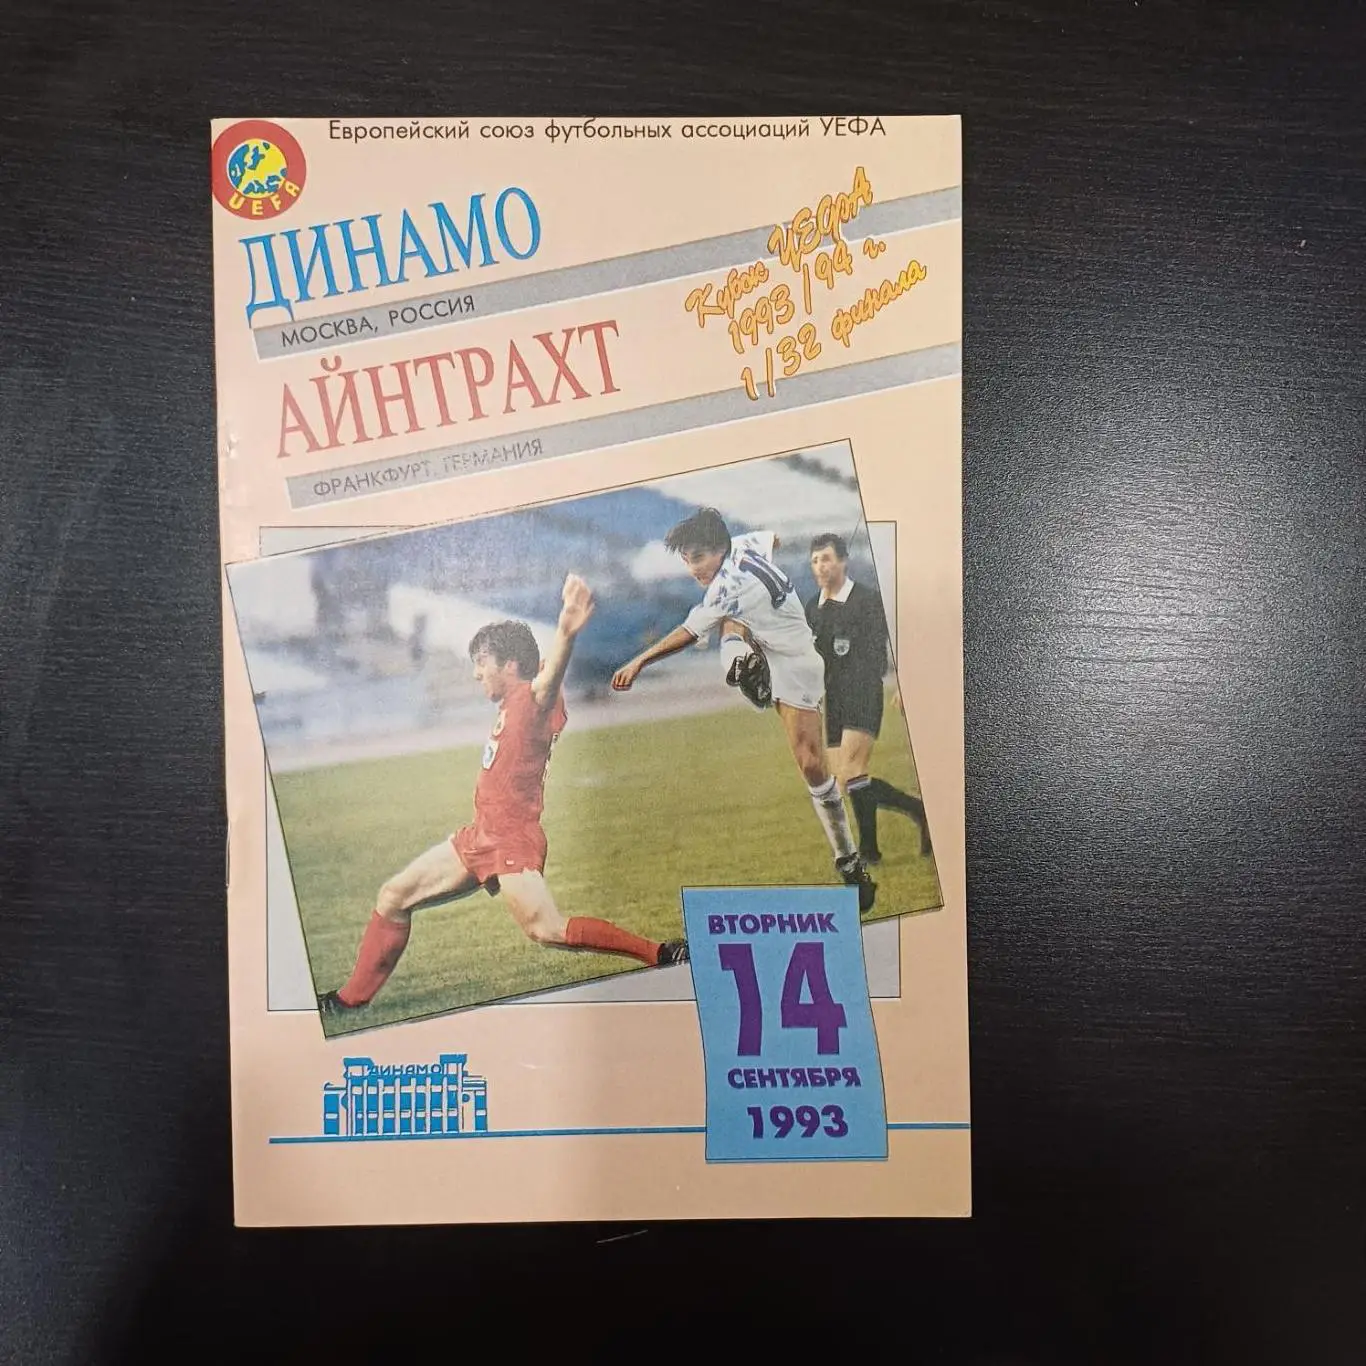 Европейский союз футбольных ассоциаций УЕФА
UEFA
ДИНАМО
МОСКВА, РОССИЯ
Кубок УЕФА
1993/94 г.
1/32 финала
АЙНТРАХТ
ФРАНКФУРТ, ГЕРМАНИЯ
ВТОРНИК
14
СЕНТЯБРЯ
1993
ДИНАМО